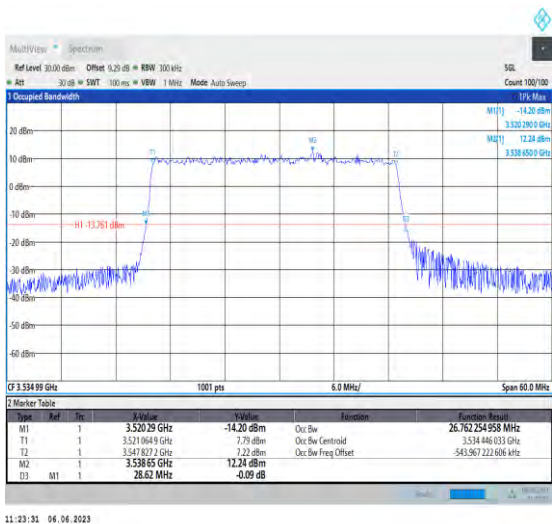 MultiView Spectrum
Ref Level 30.00 dBm Offset 9.29 dB RBW 300 kHz SGL
Att 30 dB SWT 100 ms VBW 1 MHz Mode Auto Sweep Count 100/100
1 Occupied Bandwidth 1Pk Max
M1[1] -14.20 dBm
3.520 290 0 GHz
M2[1] 12.24 dBm
3.538 650 0 GHz
20 dBm
M2
T1 T2
10 dBm
0 dBm
-10 dBm
H1 -13.761 dBm
-20 dBm
-30 dBm
-40 dBm
-50 dBm
-60 dBm
CF 3.534 99 GHz 1001 pts 6.0 MHz/ Span 60.0 MHz
2 Marker Table
Type Ref Trc X-Value Y-Value Function Function Result
M1 1 3.520 29 GHz -14.20 dBm Occ Bw 26.762 254 958 MHz
T1 1 3.521 064 9 GHz 7.79 dBm Occ Bw Centroid 3.534 446 033 GHz
T2 1 3.547 827 2 GHz 7.22 dBm Occ Bw Freq Offset -543.967 222 606 kHz
M2 1 3.538 65 GHz 12.24 dBm
D3 M1 1 28.62 MHz -0.09 dB
11:23:31 06.06.2023